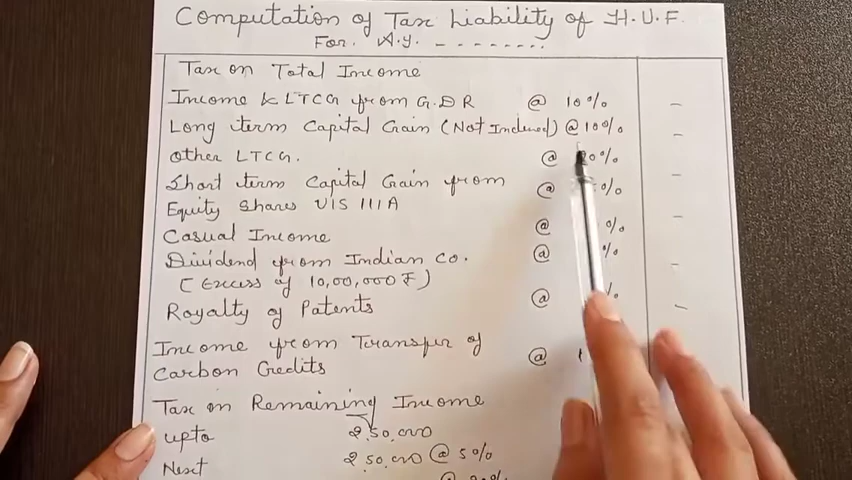 Computation of Tax Liability of H.U.F.
For. A.y. --------
Tax on Total Income
Income & LTCG from G.D.R @ 10% -
Long term Capital Gain (Not Indexed) @ 10% -
Other LTCG. @ 20% -
Short term Capital Gain from
Equity Shares U/S 111A @ % -
Casual Income @ %
Dividend from Indian Co. @ % -
(Excess of 10,00,000 ₹)
Royalty of Patents @ % -
Income from Transfer of
Carbon Credits @
Tax on Remaining Income
upto 2,50,000
Next 2,50,000 @ 5%